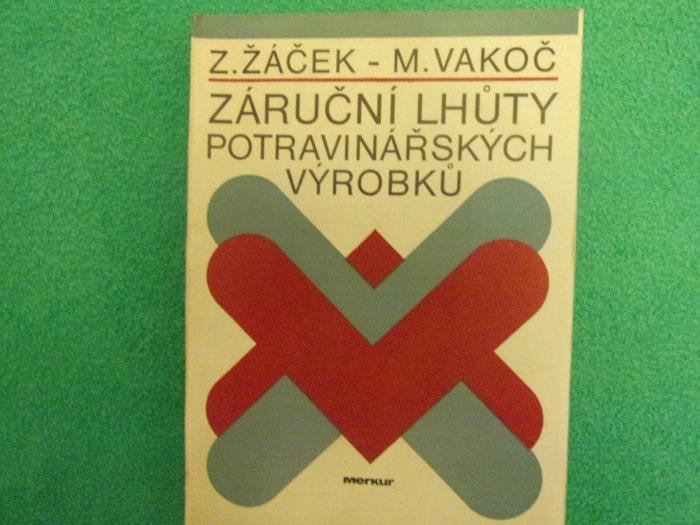 Z. ŽÁČEK - M. VAKOČ
ZÁRUČNÍ LHŮTY
POTRAVINÁŘSKÝCH
VÝROBKŮ
Merkur